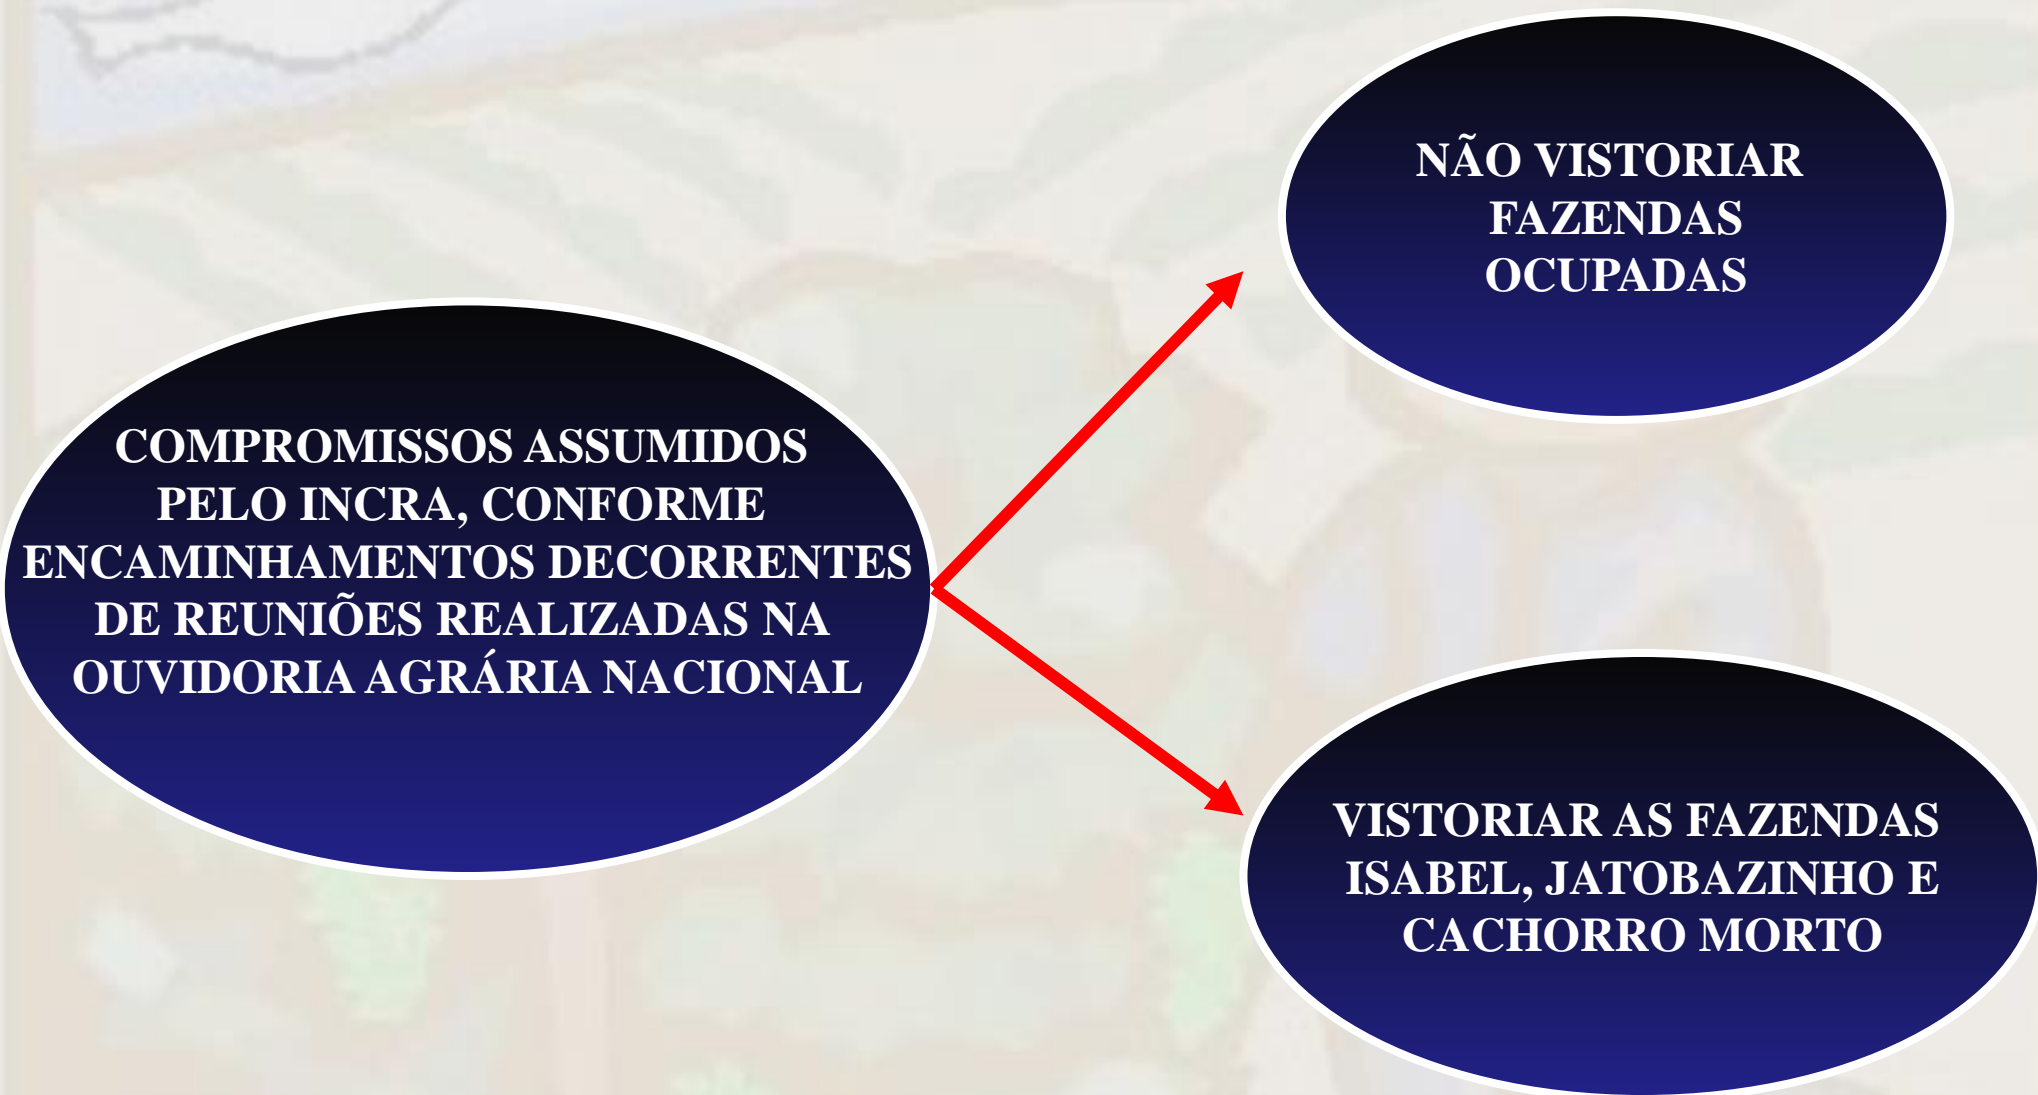 COMPROMISSOS ASSUMIDOS
PELO INCRA, CONFORME
ENCAMINHAMENTOS DECORRENTES
DE REUNIÕES REALIZADAS NA
OUVIDORIA AGRÁRIA NACIONAL
NÃO VISTORIAR
FAZENDAS
OCUPADAS
VISTORIAR AS FAZENDAS
ISABEL, JATOBAZINHO E
CACHORRO MORTO